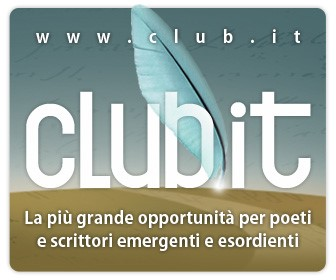 www.club.it
CLUBit
La più grande opportunità per poeti
e scrittori emergenti e esordienti